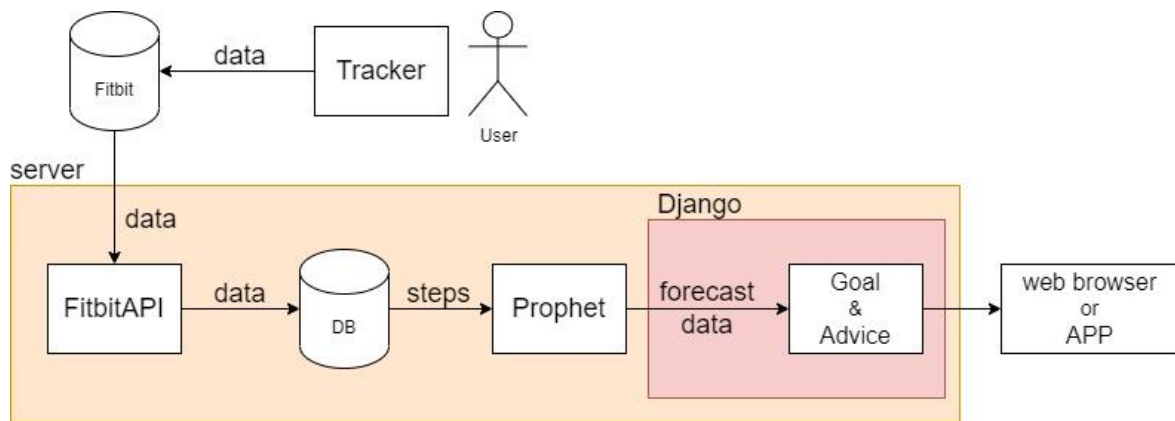 data
Tracker
Fitbit
User
server
data
Django
FitbitAPI
data
DB
steps
Prophet
forecast
data
Goal
&
Advice
web browser
or
APP